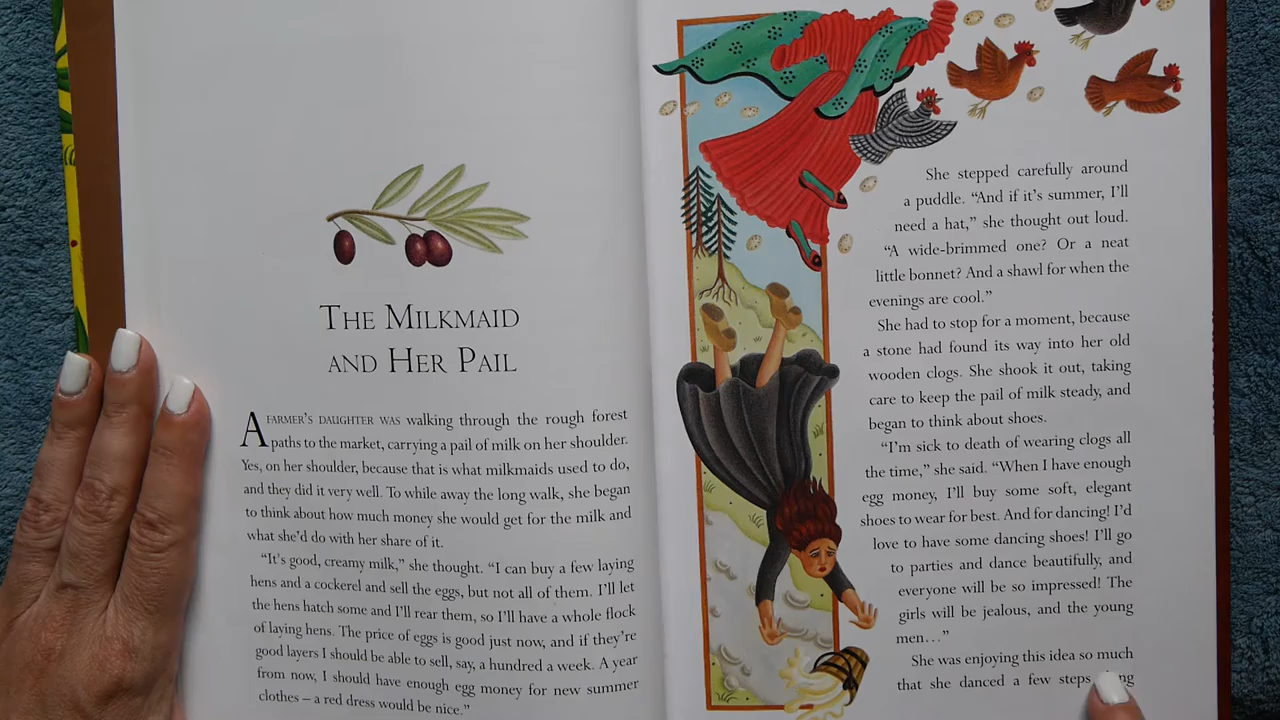 THE MILKMAID
AND HER PAIL
A FARMER'S DAUGHTER WAS walking through the rough forest
paths to the market, carrying a pail of milk on her shoulder.
Yes, on her shoulder, because that is what milkmaids used to do,
and they did it very well. To while away the long walk, she began
to think about how much money she would get for the milk and
what she'd do with her share of it.
“It's good, creamy milk,” she thought. “I can buy a few laying
hens and a cockerel and sell the eggs, but not all of them. I'll let
the hens hatch some and I'll rear them, so I'll have a whole flock
of laying hens. The price of eggs is good just now, and if they're
good layers I should be able to sell, say, a hundred a week. A year
from now, I should have enough egg money for new summer
clothes – a red dress would be nice.”
She stepped carefully around
a puddle. “And if it's summer, I'll
need a hat,” she thought out loud.
“A wide-brimmed one? Or a neat
little bonnet? And a shawl for when the
evenings are cool.”
She had to stop for a moment, because
a stone had found its way into her old
wooden clogs. She shook it out, taking
care to keep the pail of milk steady, and
began to think about shoes.
“I'm sick to death of wearing clogs all
the time,” she said. “When I have enough
egg money, I'll buy some soft, elegant
shoes to wear for best. And for dancing! I'd
love to have some dancing shoes! I'll go
to parties and dance beautifully, and
everyone will be so impressed! The
girls will be jealous, and the young
men…”
She was enjoying this idea so much
that she danced a few steps